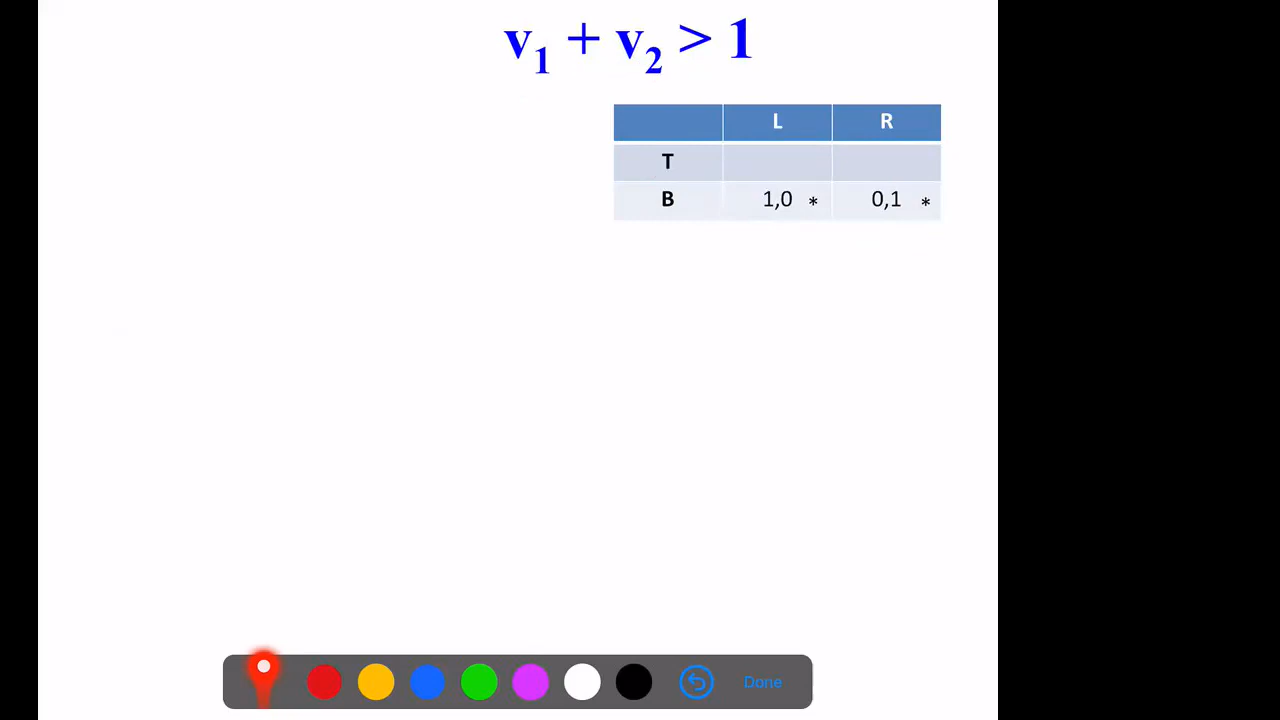 v₁ + v₂ > 1
L R
T
B 1,0 * 0,1 *
Done